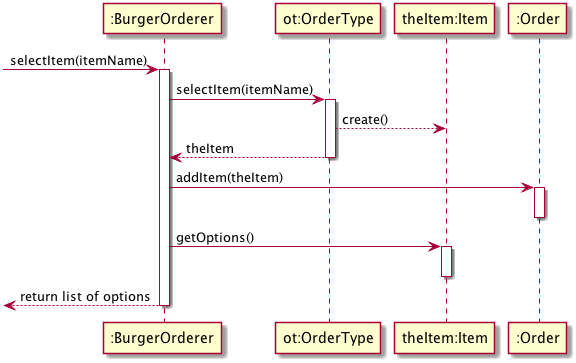 :BurgerOrderer ot:OrderType theItem:Item :Order
selectItem(itemName)
selectItem(itemName)
create()
theItem
addItem(theItem)
getOptions()
return list of options
:BurgerOrderer ot:OrderType theItem:Item :Order